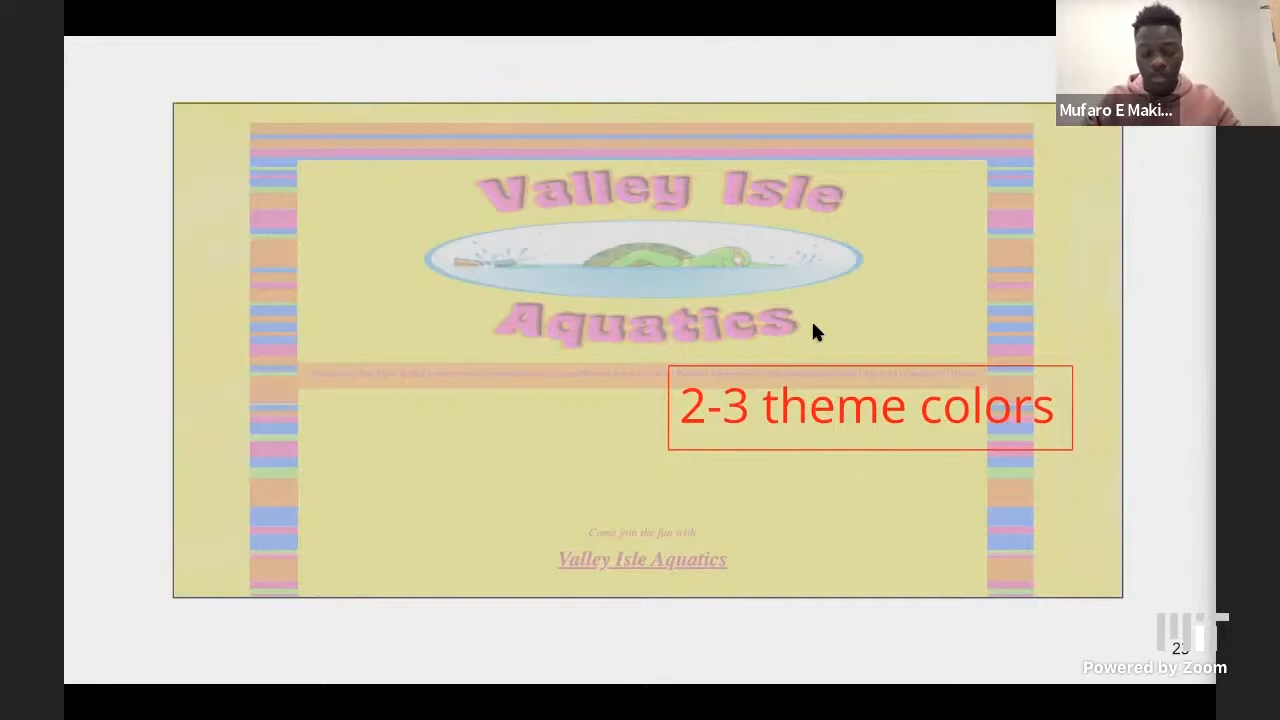 Mufaro E Maki...
Valley Isle
Aquatics
2-3 theme colors
Come join the fun with
Valley Isle Aquatics
MIT
Powered by Zoom